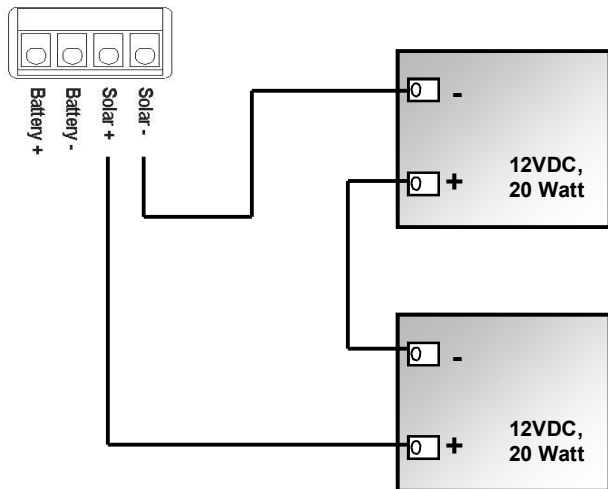 Battery +
Battery -
Solar +
Solar -
-
+
12VDC,
20 Watt
-
+
12VDC,
20 Watt